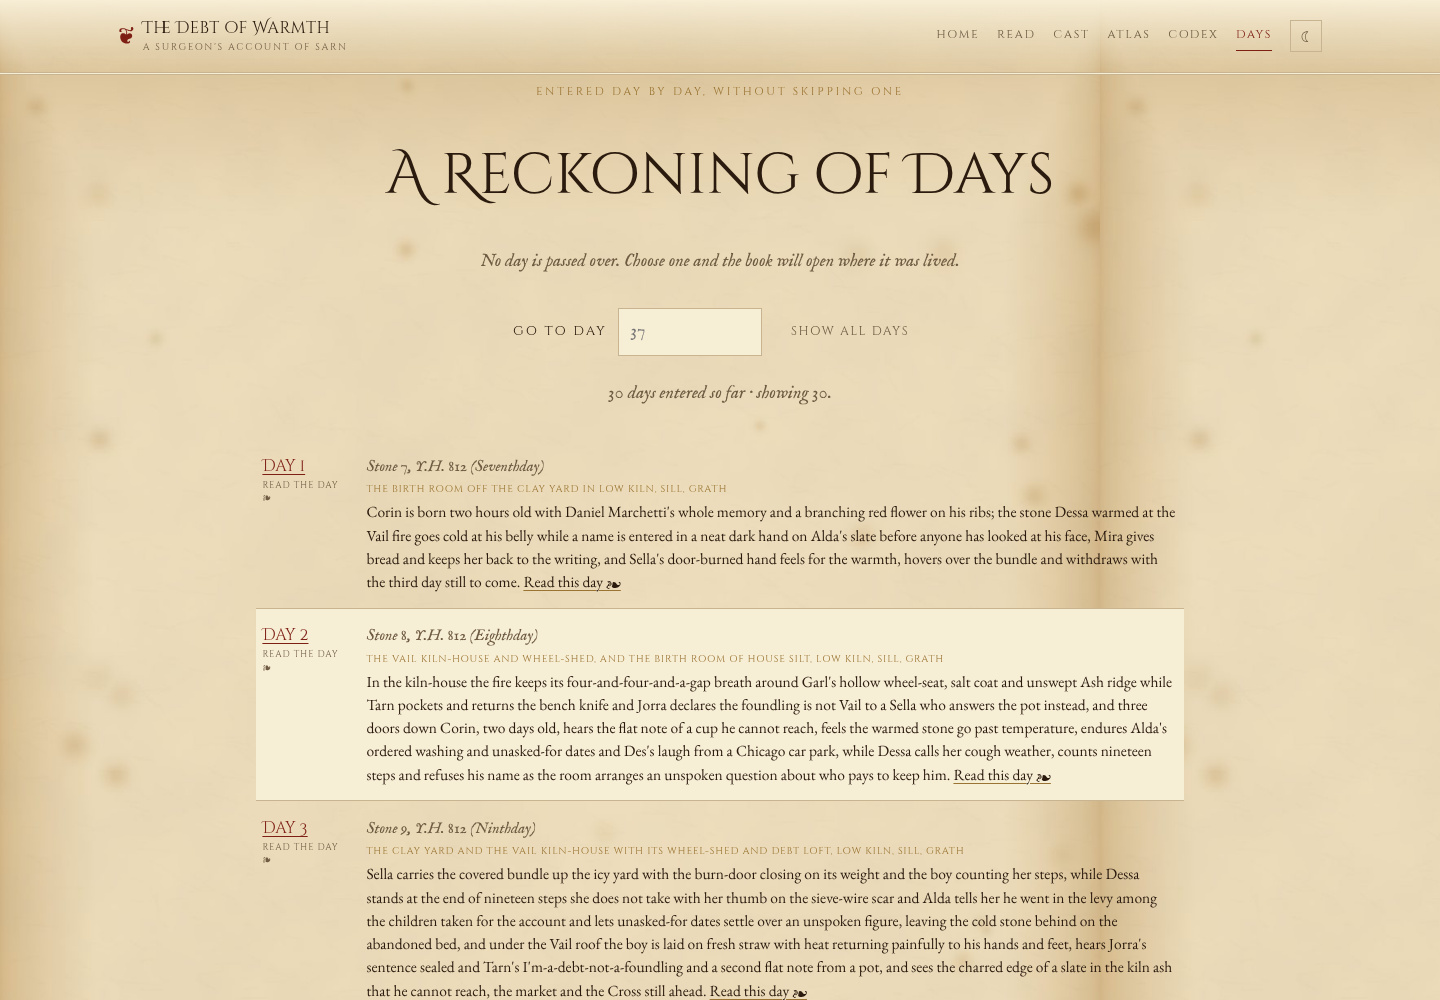 The Debt of Warmth
A Surgeon's Account of Sarn
Home Read Cast Atlas Codex Days
Entered day by day, without skipping one
A Reckoning of Days
No day is passed over. Choose one and the book will open where it was lived.
Go to day 37 Show all days
30 days entered so far · showing 30.
Day 1
Read the day ❧
Stone 7, Y.H. 812 (Seventhday)
The birth room off the clay yard in Low Kiln, Sill, Grath
Corin is born two hours old with Daniel Marchetti's whole memory and a branching red flower on his ribs; the stone Dessa warmed at the
Vail fire goes cold at his belly while a name is entered in a neat dark hand on Alda's slate before anyone has looked at his face, Mira gives
bread and keeps her back to the writing, and Sella's door-burned hand feels for the warmth, hovers over the bundle and withdraws with
the third day still to come. Read this day ❧
Day 2
Read the day ❧
Stone 8, Y.H. 812 (Eighthday)
The Vail kiln-house and wheel-shed, and the birth room of House Silt, Low Kiln, Sill, Grath
In the kiln-house the fire keeps its four-and-four-and-a-gap breath around Garl's hollow wheel-seat, salt coat and unswept Ash ridge while
Tarn pockets and returns the bench knife and Jorra declares the foundling is not Vail to a Sella who answers the pot instead, and three
doors down Corin, two days old, hears the flat note of a cup he cannot reach, feels the warmed stone go past temperature, endures Alda's
ordered washing and unasked-for dates and Des's laugh from a Chicago car park, while Dessa calls her cough weather, counts nineteen
steps and refuses his name as the room arranges an unspoken question about who pays to keep him. Read this day ❧
Day 3
Read the day ❧
Stone 9, Y.H. 812 (Ninthday)
The clay yard and the Vail kiln-house with its wheel-shed and debt loft, Low Kiln, Sill, Grath
Sella carries the covered bundle up the icy yard with the burn-door closing on its weight and the boy counting her steps, while Dessa
stands at the end of nineteen steps she does not take with her thumb on the sieve-wire scar and Alda tells her he went in the levy among
the children taken for the account and lets unasked-for dates settle over an unspoken figure, leaving the cold stone behind on the
abandoned bed, and under the Vail roof the boy is laid on fresh straw with heat returning painfully to his hands and feet, hears Jorra's
sentence sealed and Tarn's I'm-a-debt-not-a-foundling and a second flat note from a pot, and sees the charred edge of a slate in the kiln ash
that he cannot reach, the market and the Cross still ahead. Read this day ❧